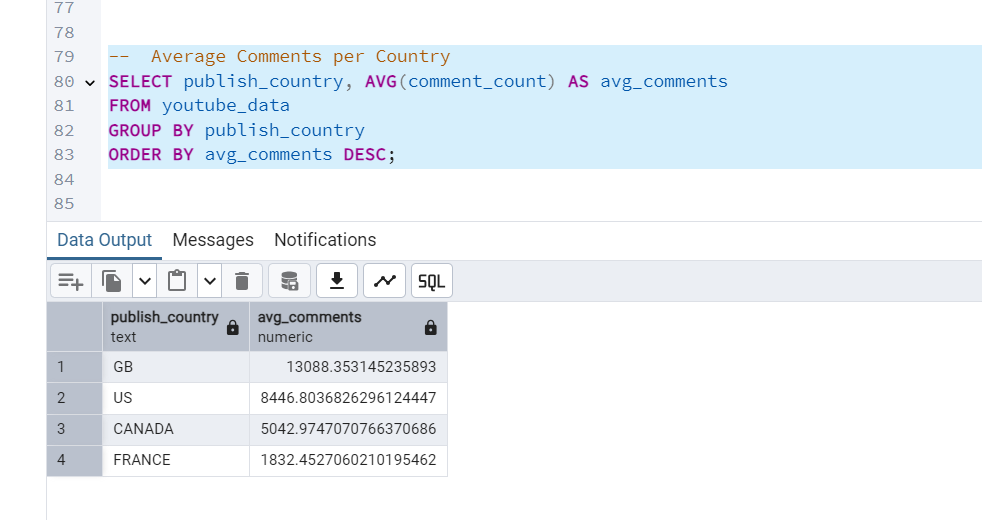 77
78
79 -- Average Comments per Country
80 SELECT publish_country, AVG(comment_count) AS avg_comments
81 FROM youtube_data
82 GROUP BY publish_country
83 ORDER BY avg_comments DESC;
84
85
Data Output Messages Notifications
SQL
publish_country avg_comments
text numeric
1 GB 13088.353145235893
2 US 8446.8036826296124447
3 CANADA 5042.9747070766370686
4 FRANCE 1832.4527060210195462